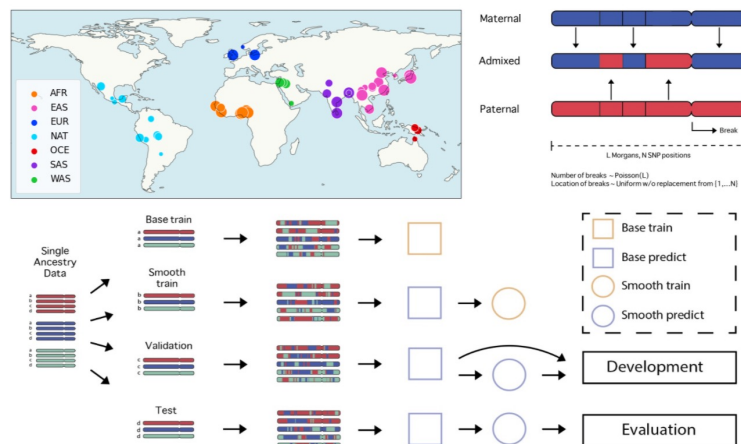 AFR
EAS
EUR
NAT
OCE
SAS
WAS
Maternal
Admixed
Paternal
Break
L Morgans, N SNP positions
Number of breaks ~ Poisson(L)
Location of breaks ~ Uniform w/o replacement from [1,....N]
Single
Ancestry
Data
a
b
c
d
a
b
c
d
a
b
c
d
Base train
a
a
a
Smooth
train
b
b
b
Validation
c
c
c
Test
d
d
d
Base train
Base predict
Smooth train
Smooth predict
Development
Evaluation